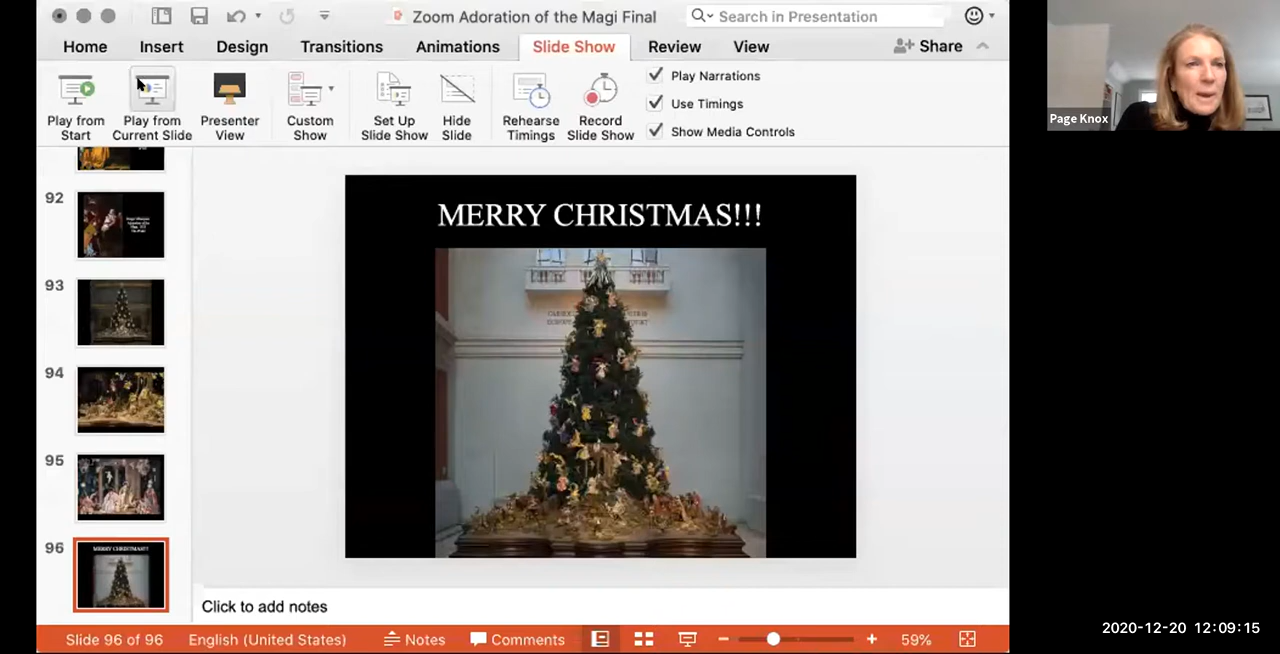 Zoom Adoration of the Magi Final
Search in Presentation
Home Insert Design Transitions Animations Slide Show Review View Share
Play from Start
Play from Current Slide
Presenter View
Custom Show
Set Up Slide Show
Hide Slide
Rehearse Timings
Record Slide Show
Play Narrations
Use Timings
Show Media Controls
Page Knox
92
93
94
95
96
MERRY CHRISTMAS!!!
MERRY CHRISTMAS!!!
Click to add notes
Slide 96 of 96 English (United States) Notes Comments 59%
2020-12-20 12:09:15